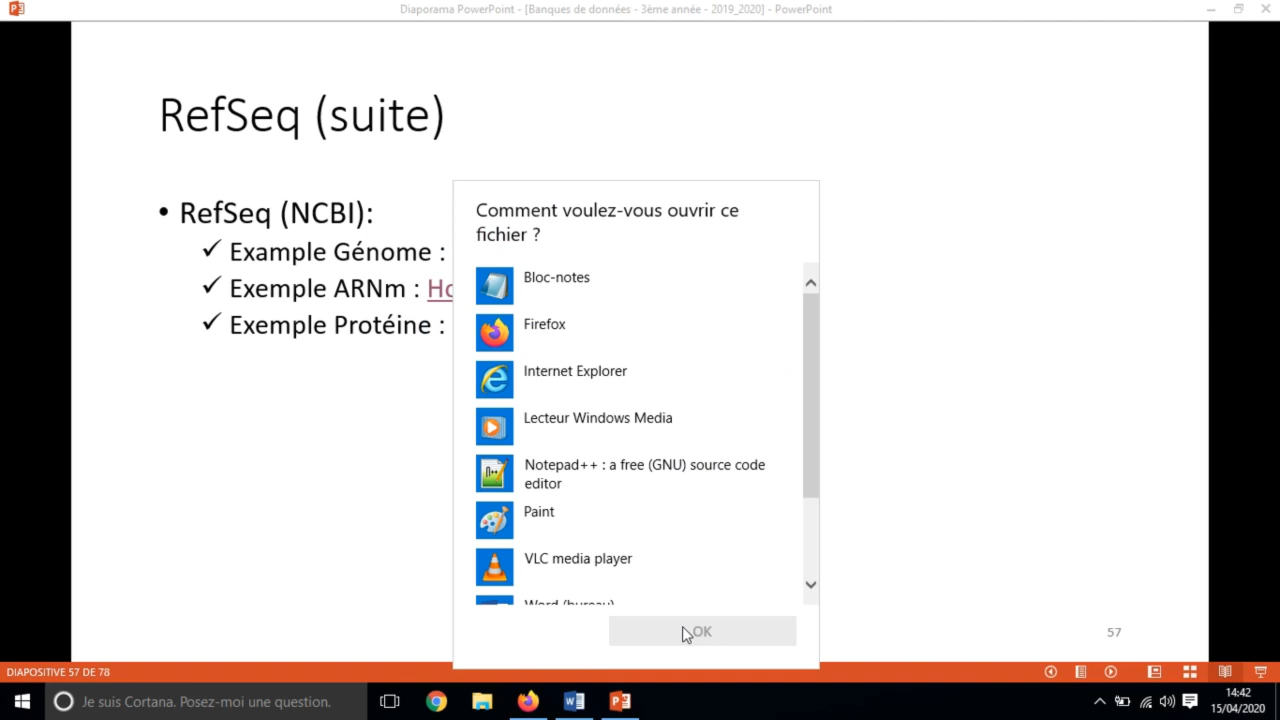 Diaporama PowerPoint - [Banques de données - 3ème année - 2019_2020] - PowerPoint
RefSeq (suite)
• RefSeq (NCBI):
✓ Example Génome :
✓ Exemple ARNm : Ho
✓ Exemple Protéine :
Comment voulez-vous ouvrir ce
fichier ?
Bloc-notes
Firefox
Internet Explorer
Lecteur Windows Media
Notepad++ : a free (GNU) source code
editor
Paint
VLC media player
Word (bureau)
OK
57
DIAPOSITIVE 57 DE 78
Je suis Cortana. Posez-moi une question.
14:42
15/04/2020